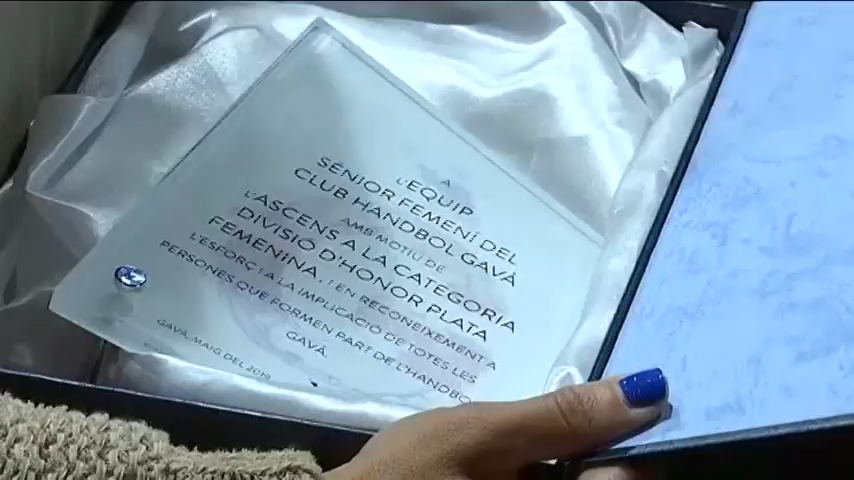 A
L'EQUIP
SÈNIOR FEMENÍ DEL
CLUB HANDBOL GAVÀ
AMB MOTIU DE
L'ASCENS A LA CATEGORIA
DIVISIÓ D'HONOR PLATA
FEMENINA, I EN RECONEIXEMENT A
L'ESFORÇ I A LA IMPLICACIÓ DE TOTES LES
PERSONES QUE FORMEN PART DE L'HANDBOL
GAVÀ
GAVÀ, MAIG DEL 2019